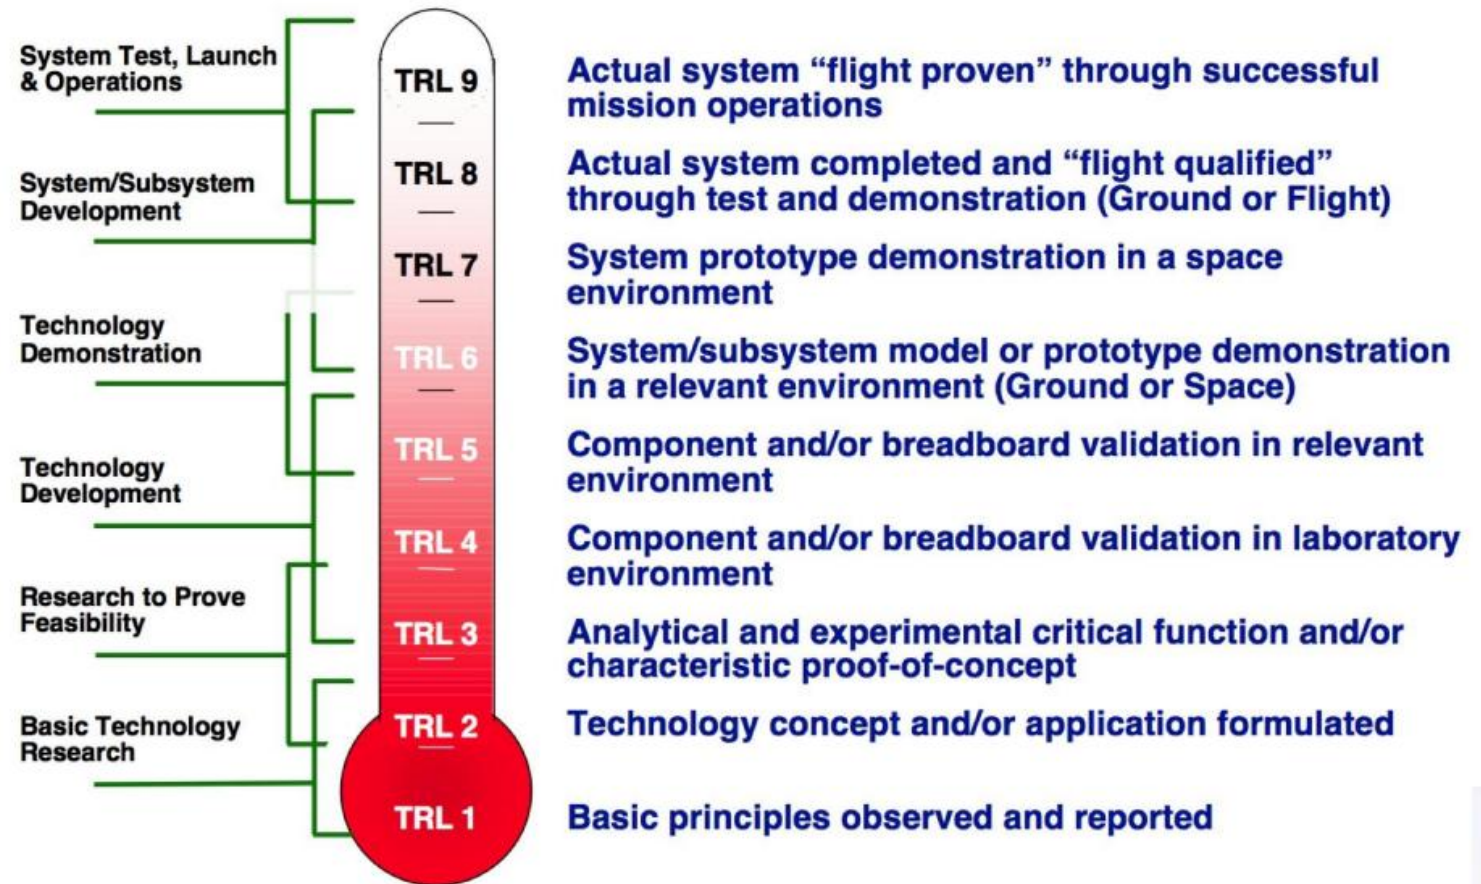 System Test, Launch
& Operations
System/Subsystem
Development
Technology
Demonstration
Technology
Development
Research to Prove
Feasibility
Basic Technology
Research
TRL 9
TRL 8
TRL 7
TRL 6
TRL 5
TRL 4
TRL 3
TRL 2
TRL 1
Actual system “flight proven” through successful
mission operations
Actual system completed and “flight qualified”
through test and demonstration (Ground or Flight)
System prototype demonstration in a space
environment
System/subsystem model or prototype demonstration
in a relevant environment (Ground or Space)
Component and/or breadboard validation in relevant
environment
Component and/or breadboard validation in laboratory
environment
Analytical and experimental critical function and/or
characteristic proof-of-concept
Technology concept and/or application formulated
Basic principles observed and reported